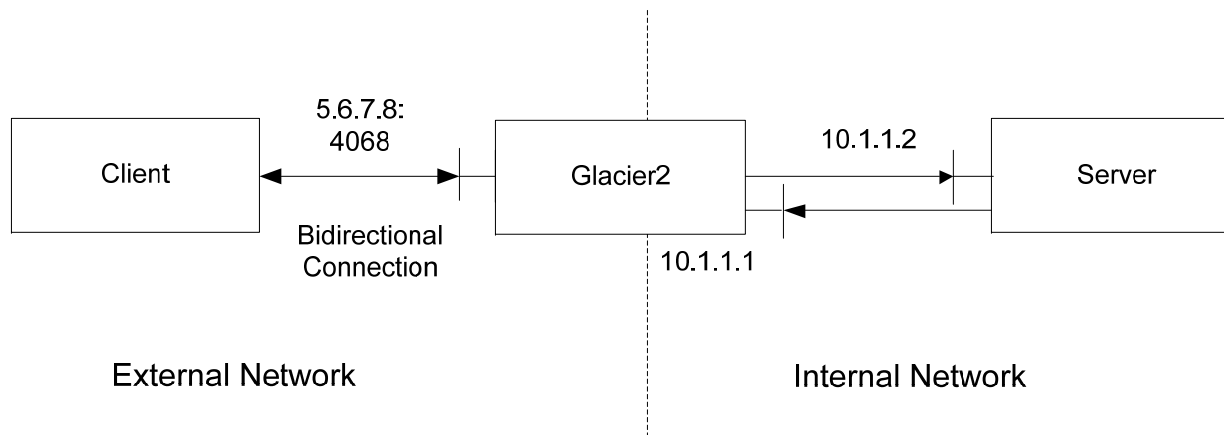 5.6.7.8:
4068
10.1.1.2
Client
Glacier2
Server
Bidirectional
Connection
10.1.1.1
External Network
Internal Network